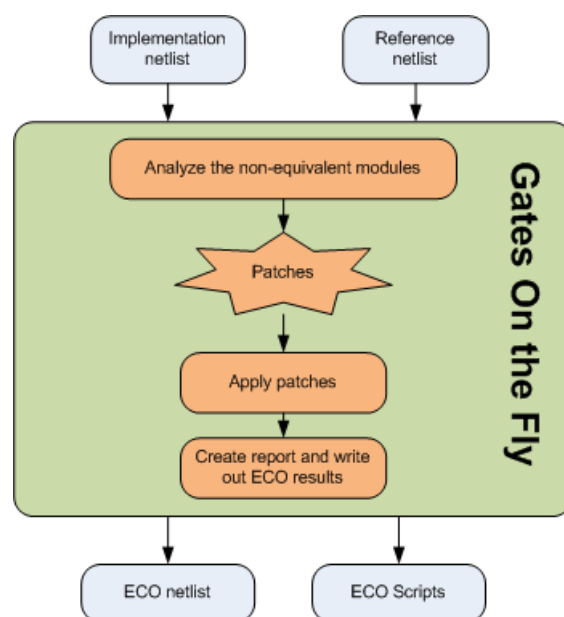 Implementation
netlist
Reference
netlist
Analyze the non-equivalent modules
Patches
Apply patches
Create report and write
out ECO results
Gates On the Fly
ECO netlist
ECO Scripts